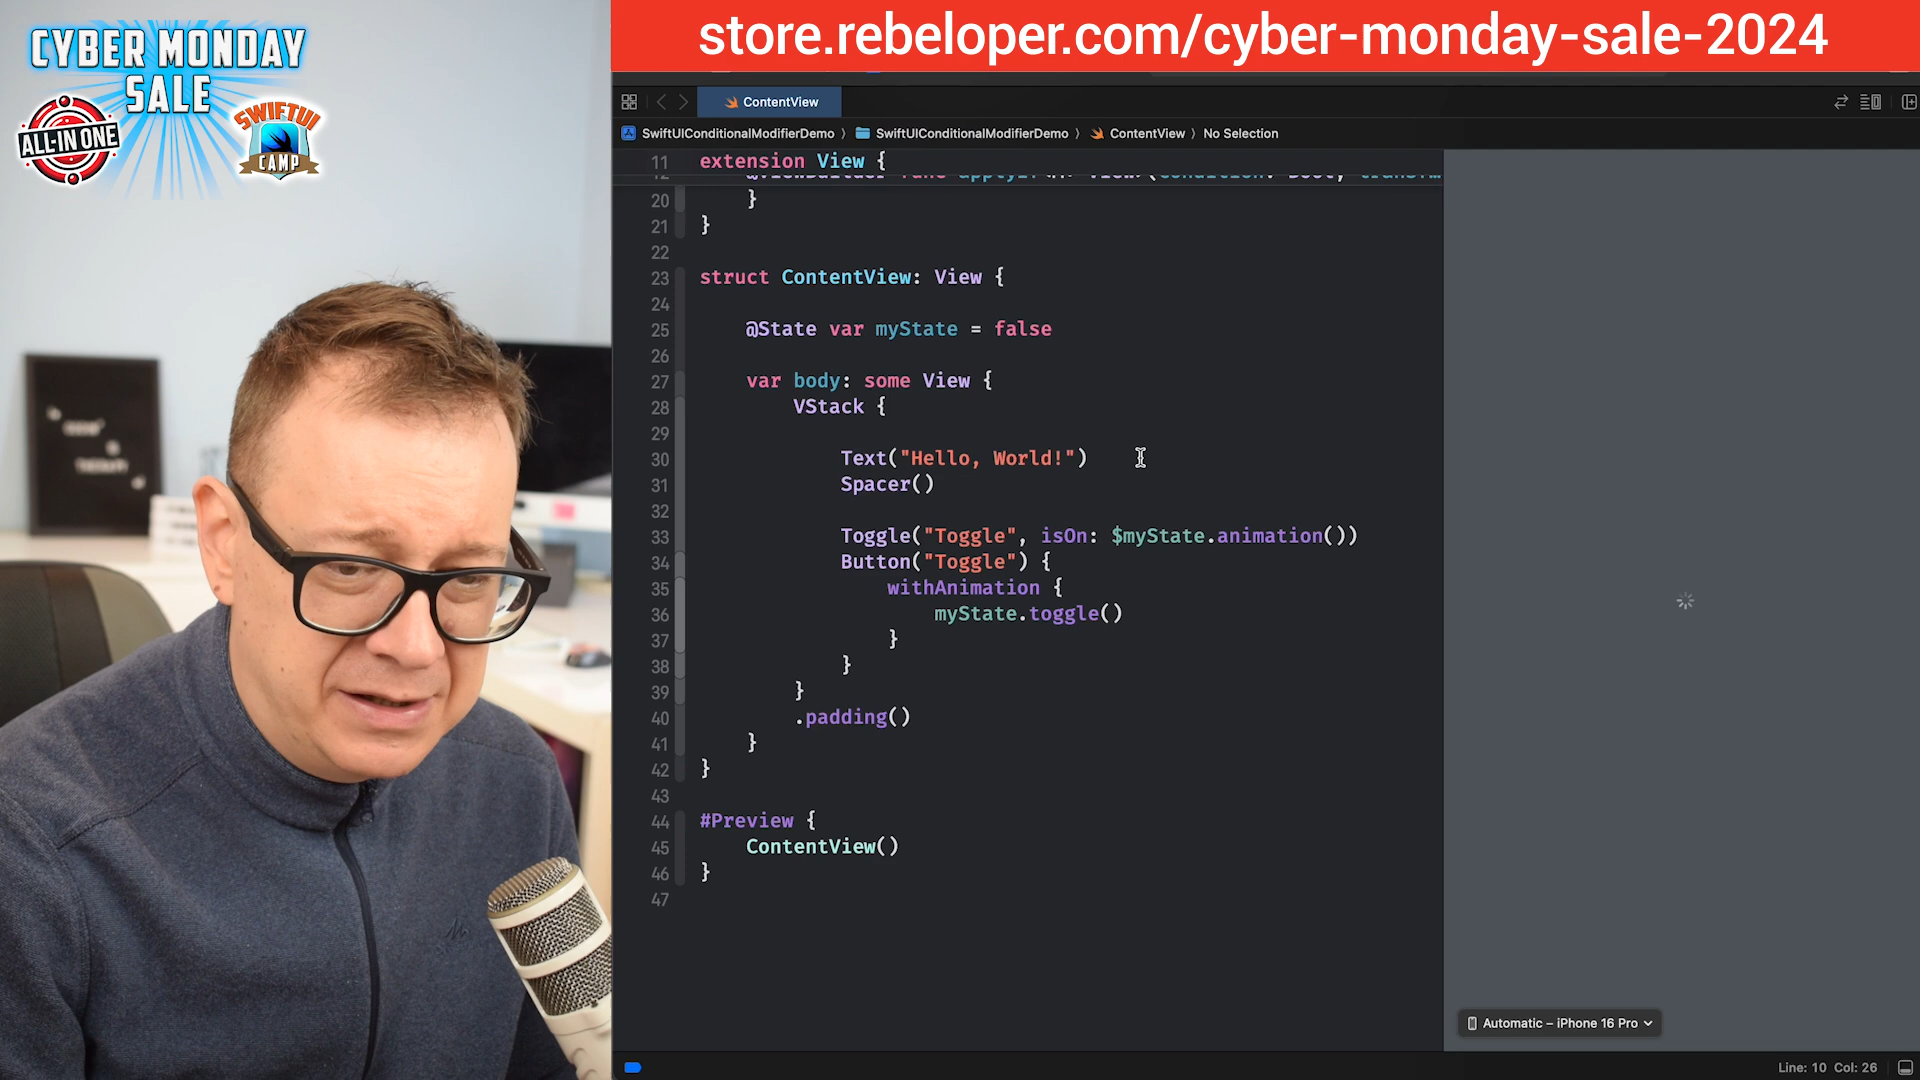 CYBER MONDAY
SALE
ALL-IN ONE
SWIFTUI
CAMP
store.rebeloper.com/cyber-monday-sale-2024
ContentView
SwiftUIConditionalModifierDemo
SwiftUIConditionalModifierDemo
ContentView
No Selection
11 extension View {
20 }
21 }
22
23 struct ContentView: View {
24
25 @State var myState = false
26
27 var body: some View {
28 VStack {
29
30 Text("Hello, World!")
31 Spacer()
32
33 Toggle("Toggle", isOn: $myState.animation())
34 Button("Toggle") {
35 withAnimation {
36 myState.toggle()
37 }
38 }
39 }
40 .padding()
41 }
42 }
43
44 #Preview {
45 ContentView()
46 }
47
Automatic – iPhone 16 Pro
Line: 10 Col: 26